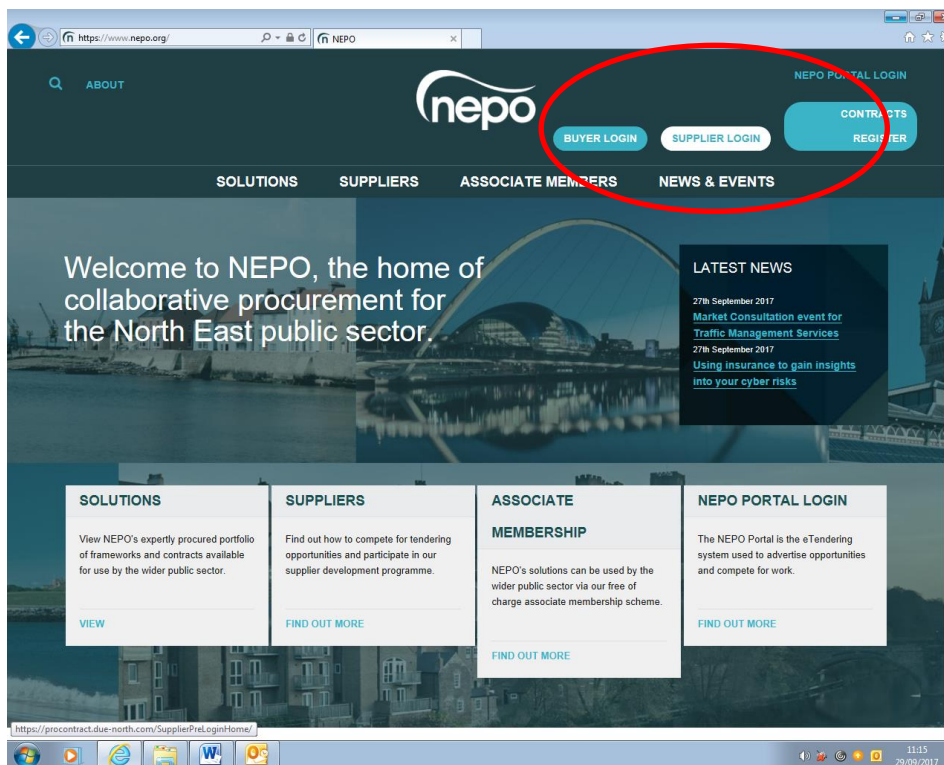 https://www.nepo.org/
NEPO
ABOUT
nepo
NEPO PORTAL LOGIN
BUYER LOGIN
SUPPLIER LOGIN
CONTRACTS
REGISTER
SOLUTIONS
SUPPLIERS
ASSOCIATE MEMBERS
NEWS & EVENTS
Welcome to NEPO, the home of
collaborative procurement for
the North East public sector.
LATEST NEWS
27th September 2017
Market Consultation event for
Traffic Management Services
27th September 2017
Using insurance to gain insights
into your cyber risks
SOLUTIONS
View NEPO's expertly procured portfolio
of frameworks and contracts available
for use by the wider public sector.
VIEW
SUPPLIERS
Find out how to compete for tendering
opportunities and participate in our
supplier development programme.
FIND OUT MORE
ASSOCIATE
MEMBERSHIP
NEPO's solutions can be used by the
wider public sector via our free of
charge associate membership scheme.
FIND OUT MORE
NEPO PORTAL LOGIN
The NEPO Portal is the eTendering
system used to advertise opportunities
and compete for work.
FIND OUT MORE
https://procontract.due-north.com/SupplierPreLoginHome/
11:15
29/09/2017